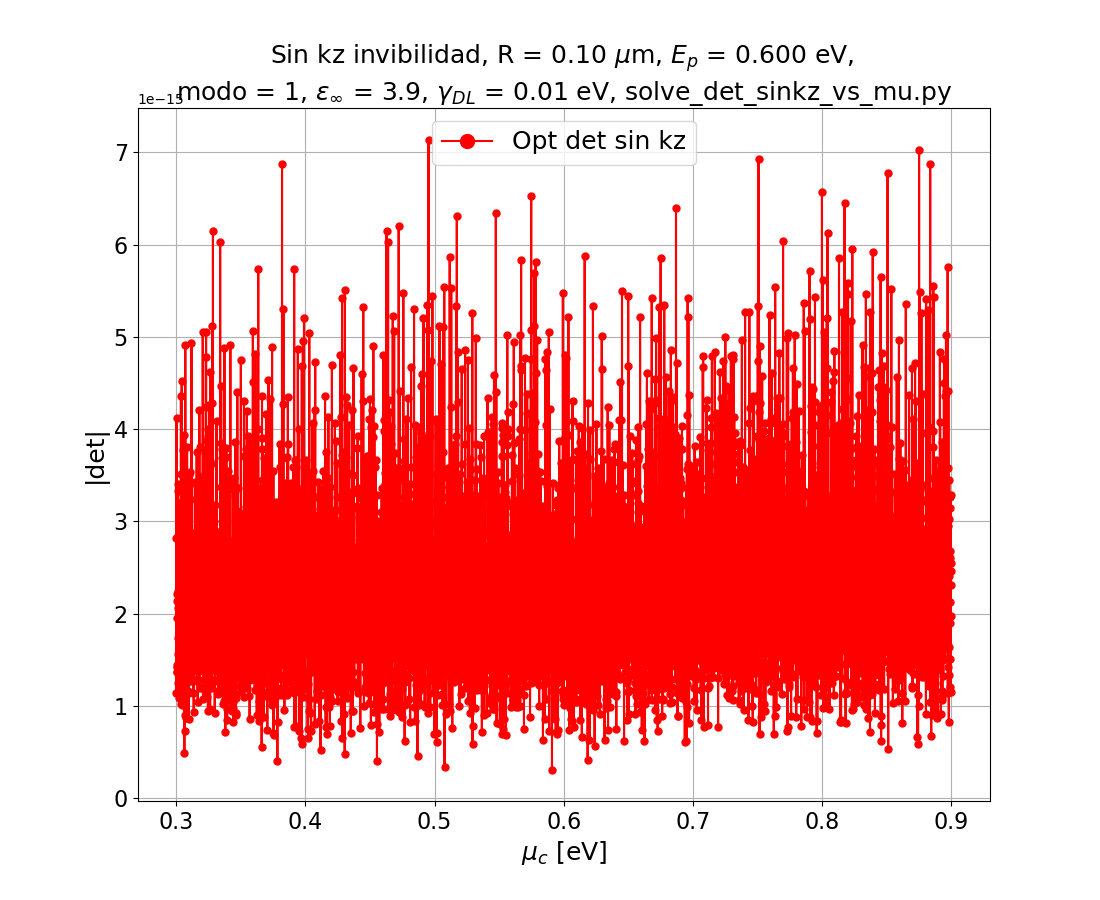 Sin kz invibilidad, R = 0.10 μm, E_p = 0.600 eV,
modo = 1, ε_∞ = 3.9, γ_DL = 0.01 eV, solve_det_sinkz_vs_mu.py
1e−15
Opt det sin kz
7
6
5
4
3
2
1
0
|det|
0.3 0.4 0.5 0.6 0.7 0.8 0.9
μ_c [eV]